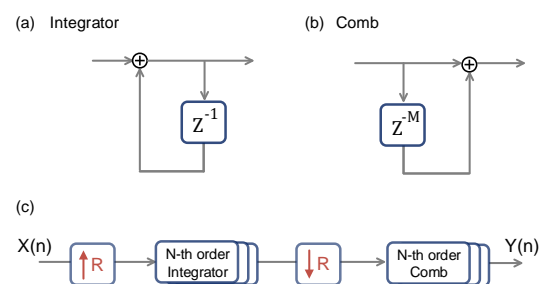 (a) Integrator
(b) Comb
Z-1
Z-M
(c)
X(n)
R
N-th order
Integrator
R
N-th order
Comb
Y(n)